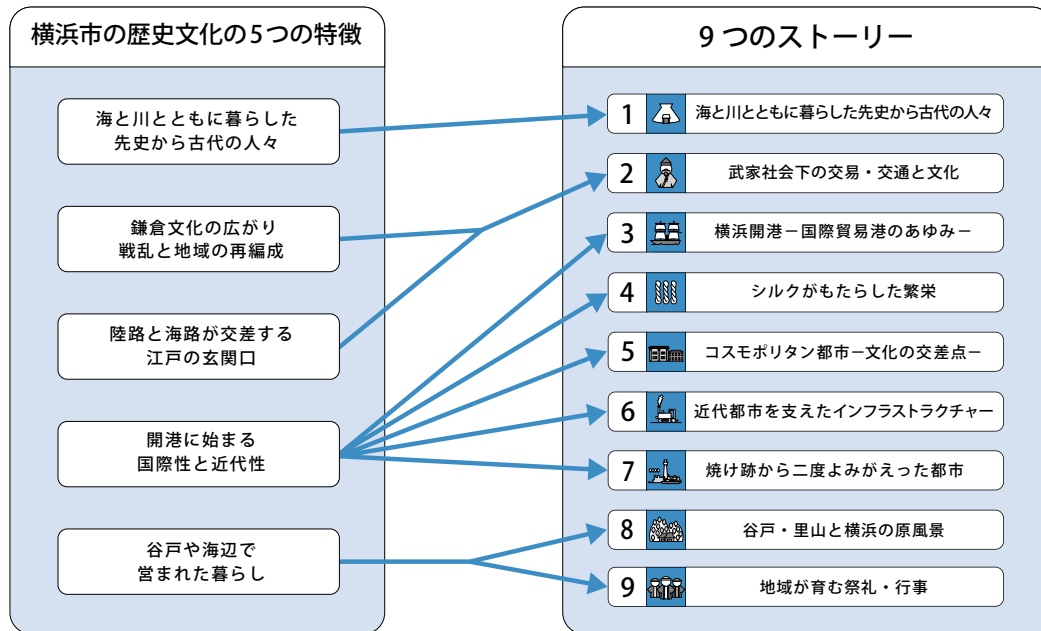 横浜市の歴史文化の5つの特徴
海と川とともに暮らした
先史から古代の人々
鎌倉文化の広がり
戦乱と地域の再編成
陸路と海路が交差する
江戸の玄関口
開港に始まる
国際性と近代性
谷戸や海辺で
営まれた暮らし
9つのストーリー
1 海と川とともに暮らした先史から古代の人々
2 武家社会下の交易・交通と文化
3 横浜開港－国際貿易港のあゆみ－
4 シルクがもたらした繁栄
5 コスモポリタン都市－文化の交差点－
6 近代都市を支えたインフラストラクチャー
7 焼け跡から二度よみがえった都市
8 谷戸・里山と横浜の原風景
9 地域が育む祭礼・行事